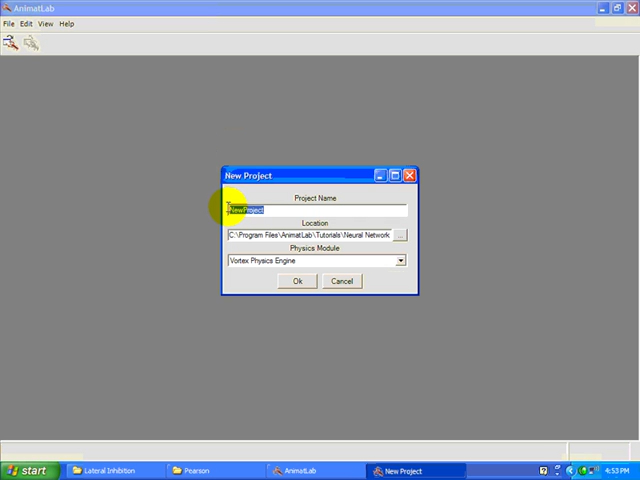 AnimatLab
File Edit View Help
New Project
Project Name
NewProject
Location
C:\Program Files\AnimatLab\Tutorials\Neural Network
...
Physics Module
Vortex Physics Engine
Ok Cancel
start Lateral Inhibition Pearson AnimatLab New Project 4:53 PM